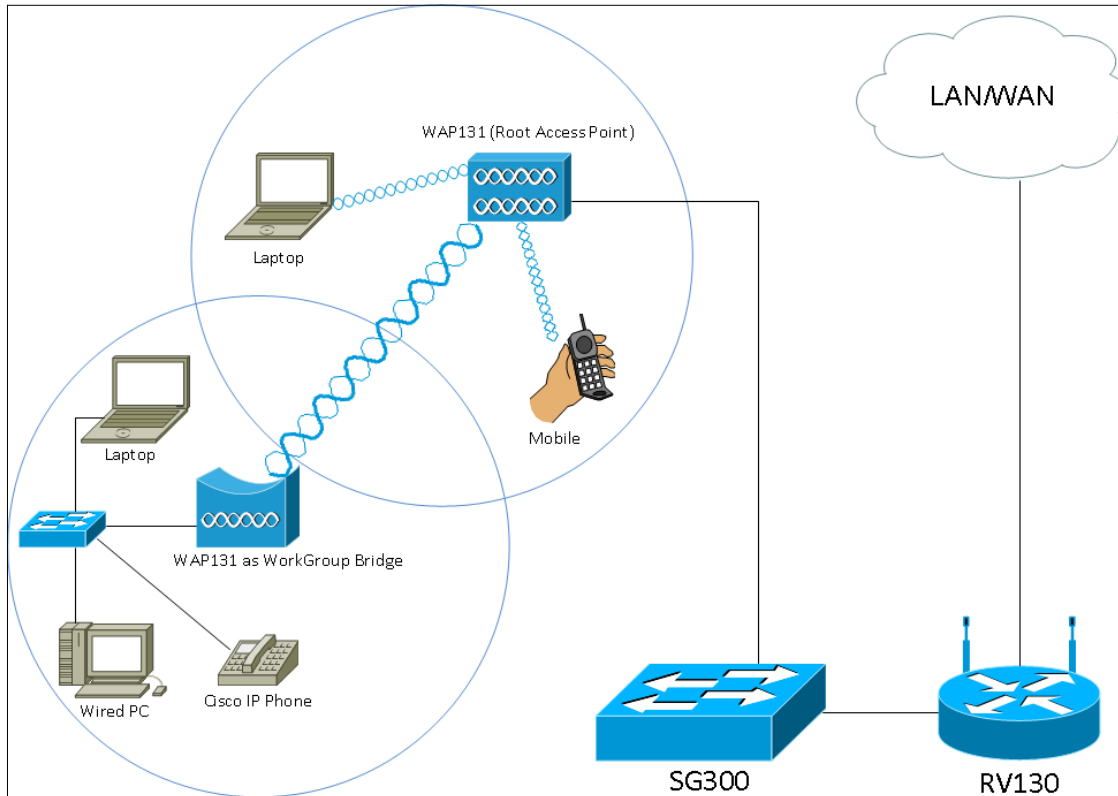 LAN/WAN
WAP131 (Root Access Point)
Laptop
Mobile
Laptop
WAP131 as WorkGroup Bridge
Wired PC
Cisco IP Phone
SG300
RV130